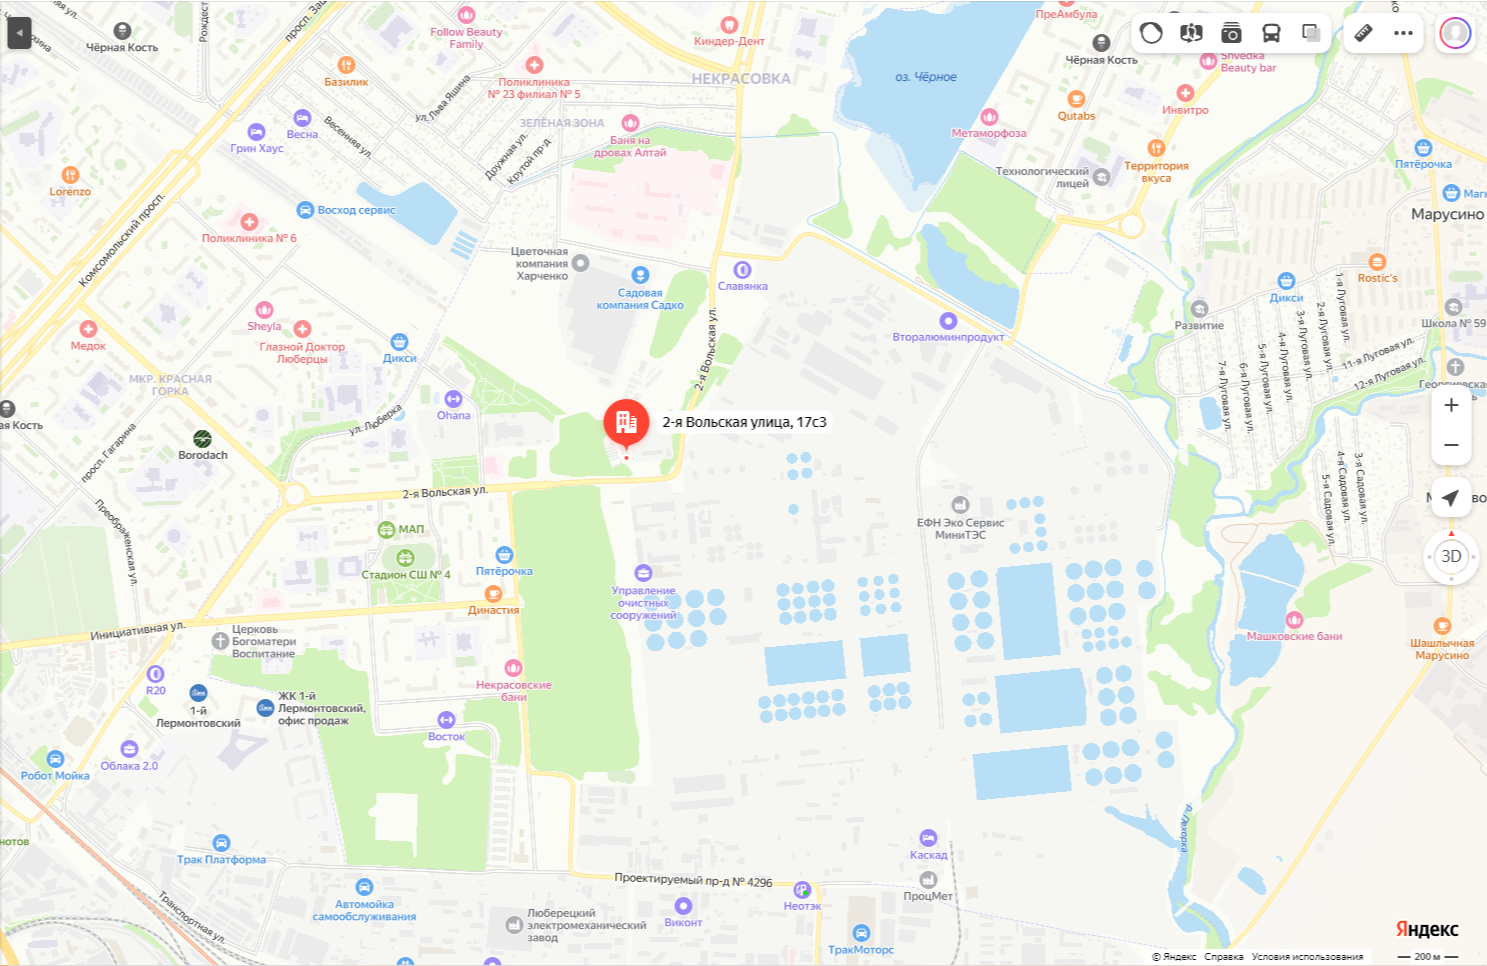 ПреАмбула
Рождест
просп. За
Follow Beauty
Family
Киндер-Дент
Чёрная Кость
Чёрная Кость
Shvedka
Beauty bar
Базилик
Поликлиника
№ 23 филиал № 5
НЕКРАСОВКА
оз. Чёрное
ул. Льва Яшина
Qutabs
Инвитро
Весна
Грин Хаус
Весенняя ул.
ЗЕЛЁНАЯ ЗОНА
Баня на
дровах Алтай
Метаморфоза
Дружная ул.
Крутой пр-д
Территория
вкуса
Технологический
лицей
Пятёрочка
Lorenzo
Магн
Марусино
Восход сервис
Поликлиника № 6
Комсомольский просп.
Цветочная
компания
Харченко
Садовая
компания Садко
Славянка
Rostic's
Дикси
Развитие
Школа № 59
Sheyla
Глазной Доктор
Люберцы
Медок
Дикси
Вторалюминпродукт
2-я Вольская ул.
1-я Луговая ул.
2-я Луговая ул.
3-я Луговая ул.
4-я Луговая ул.
5-я Луговая ул.
6-я Луговая ул.
7-я Луговая ул.
11-я Луговая ул.
12-я Луговая ул.
Георгиевская
МКР. КРАСНАЯ
ГОРКА
Ohana
ул. Люберка
ая Кость
просп. Гагарина
Borodach
2-я Вольская улица, 17с3
3-я Садовая ул.
4-я Садовая ул.
5-я Садовая ул.
2-я Вольская ул.
Преображенская ул.
МАП
ЕФН Эко Сервис
МиниТЭС
3D
Стадион СШ № 4
Пятёрочка
Династия
Управление
очистных
сооружений
Инициативная ул.
Церковь
Богоматери
Воспитание
Машковские бани
Шашлычная
Марусино
R20
1-й
Лермонтовский
ЖК 1-й
Лермонтовский,
офис продаж
Некрасовские
бани
Восток
Облака 2.0
Робот Мойка
р. Пехорка
нотов
Трак Платформа
Каскад
Проектируемый пр-д № 4296
ПроцМет
Неотэк
Автомойка
самообслуживания
Транспортная ул.
Люберецкий
электромеханический
завод
Виконт
ТракМоторс
Яндекс
© Яндекс Справка Условия использования
200 м